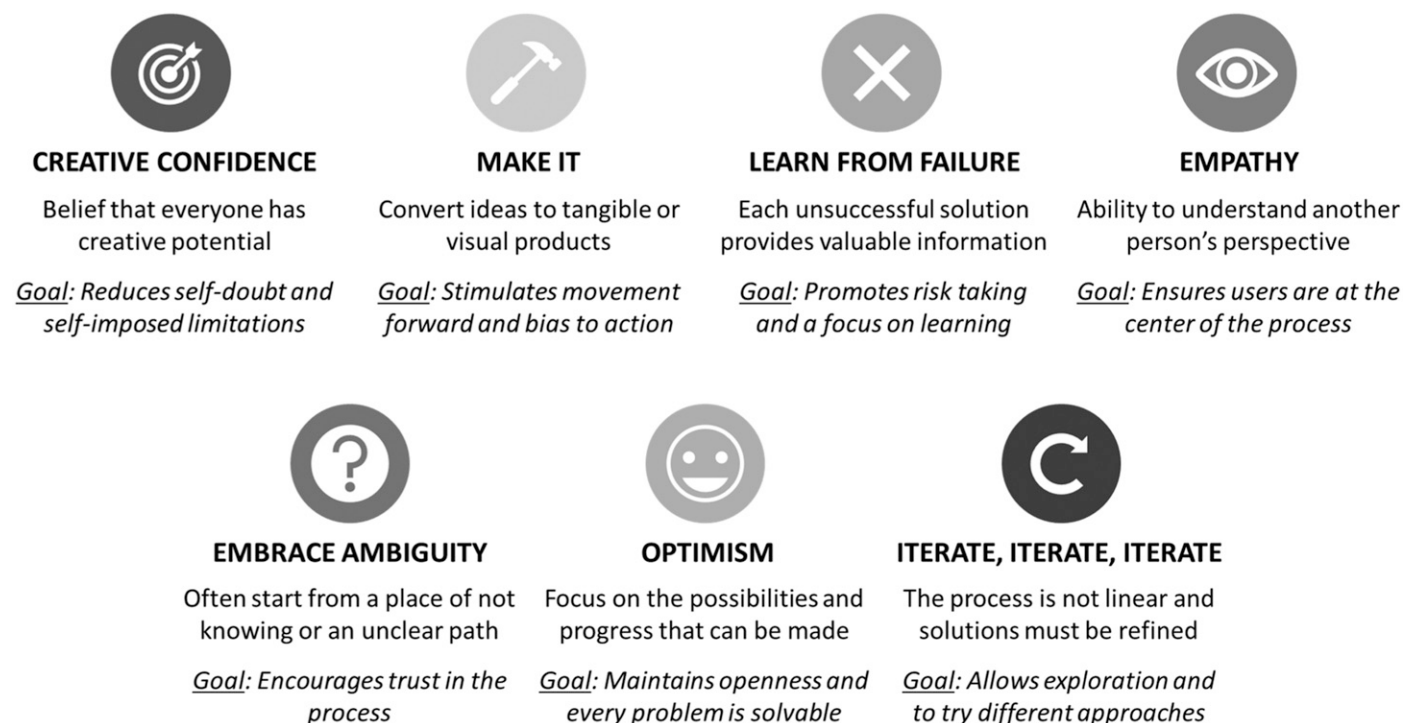 CREATIVE CONFIDENCE
Belief that everyone has
creative potential
Goal: Reduces self-doubt and
self-imposed limitations
MAKE IT
Convert ideas to tangible or
visual products
Goal: Stimulates movement
forward and bias to action
LEARN FROM FAILURE
Each unsuccessful solution
provides valuable information
Goal: Promotes risk taking
and a focus on learning
EMPATHY
Ability to understand another
person's perspective
Goal: Ensures users are at the
center of the process
?
EMBRACE AMBIGUITY
Often start from a place of not
knowing or an unclear path
Goal: Encourages trust in the
process
OPTIMISM
Focus on the possibilities and
progress that can be made
Goal: Maintains openness and
every problem is solvable
ITERATE, ITERATE, ITERATE
The process is not linear and
solutions must be refined
Goal: Allows exploration and
to try different approaches